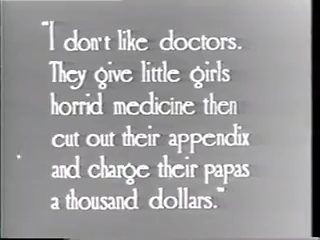 "I don't like doctors.
They give little girls
horrid medicine then
cut out their appendix
and charge their papas
a thousand dollars."